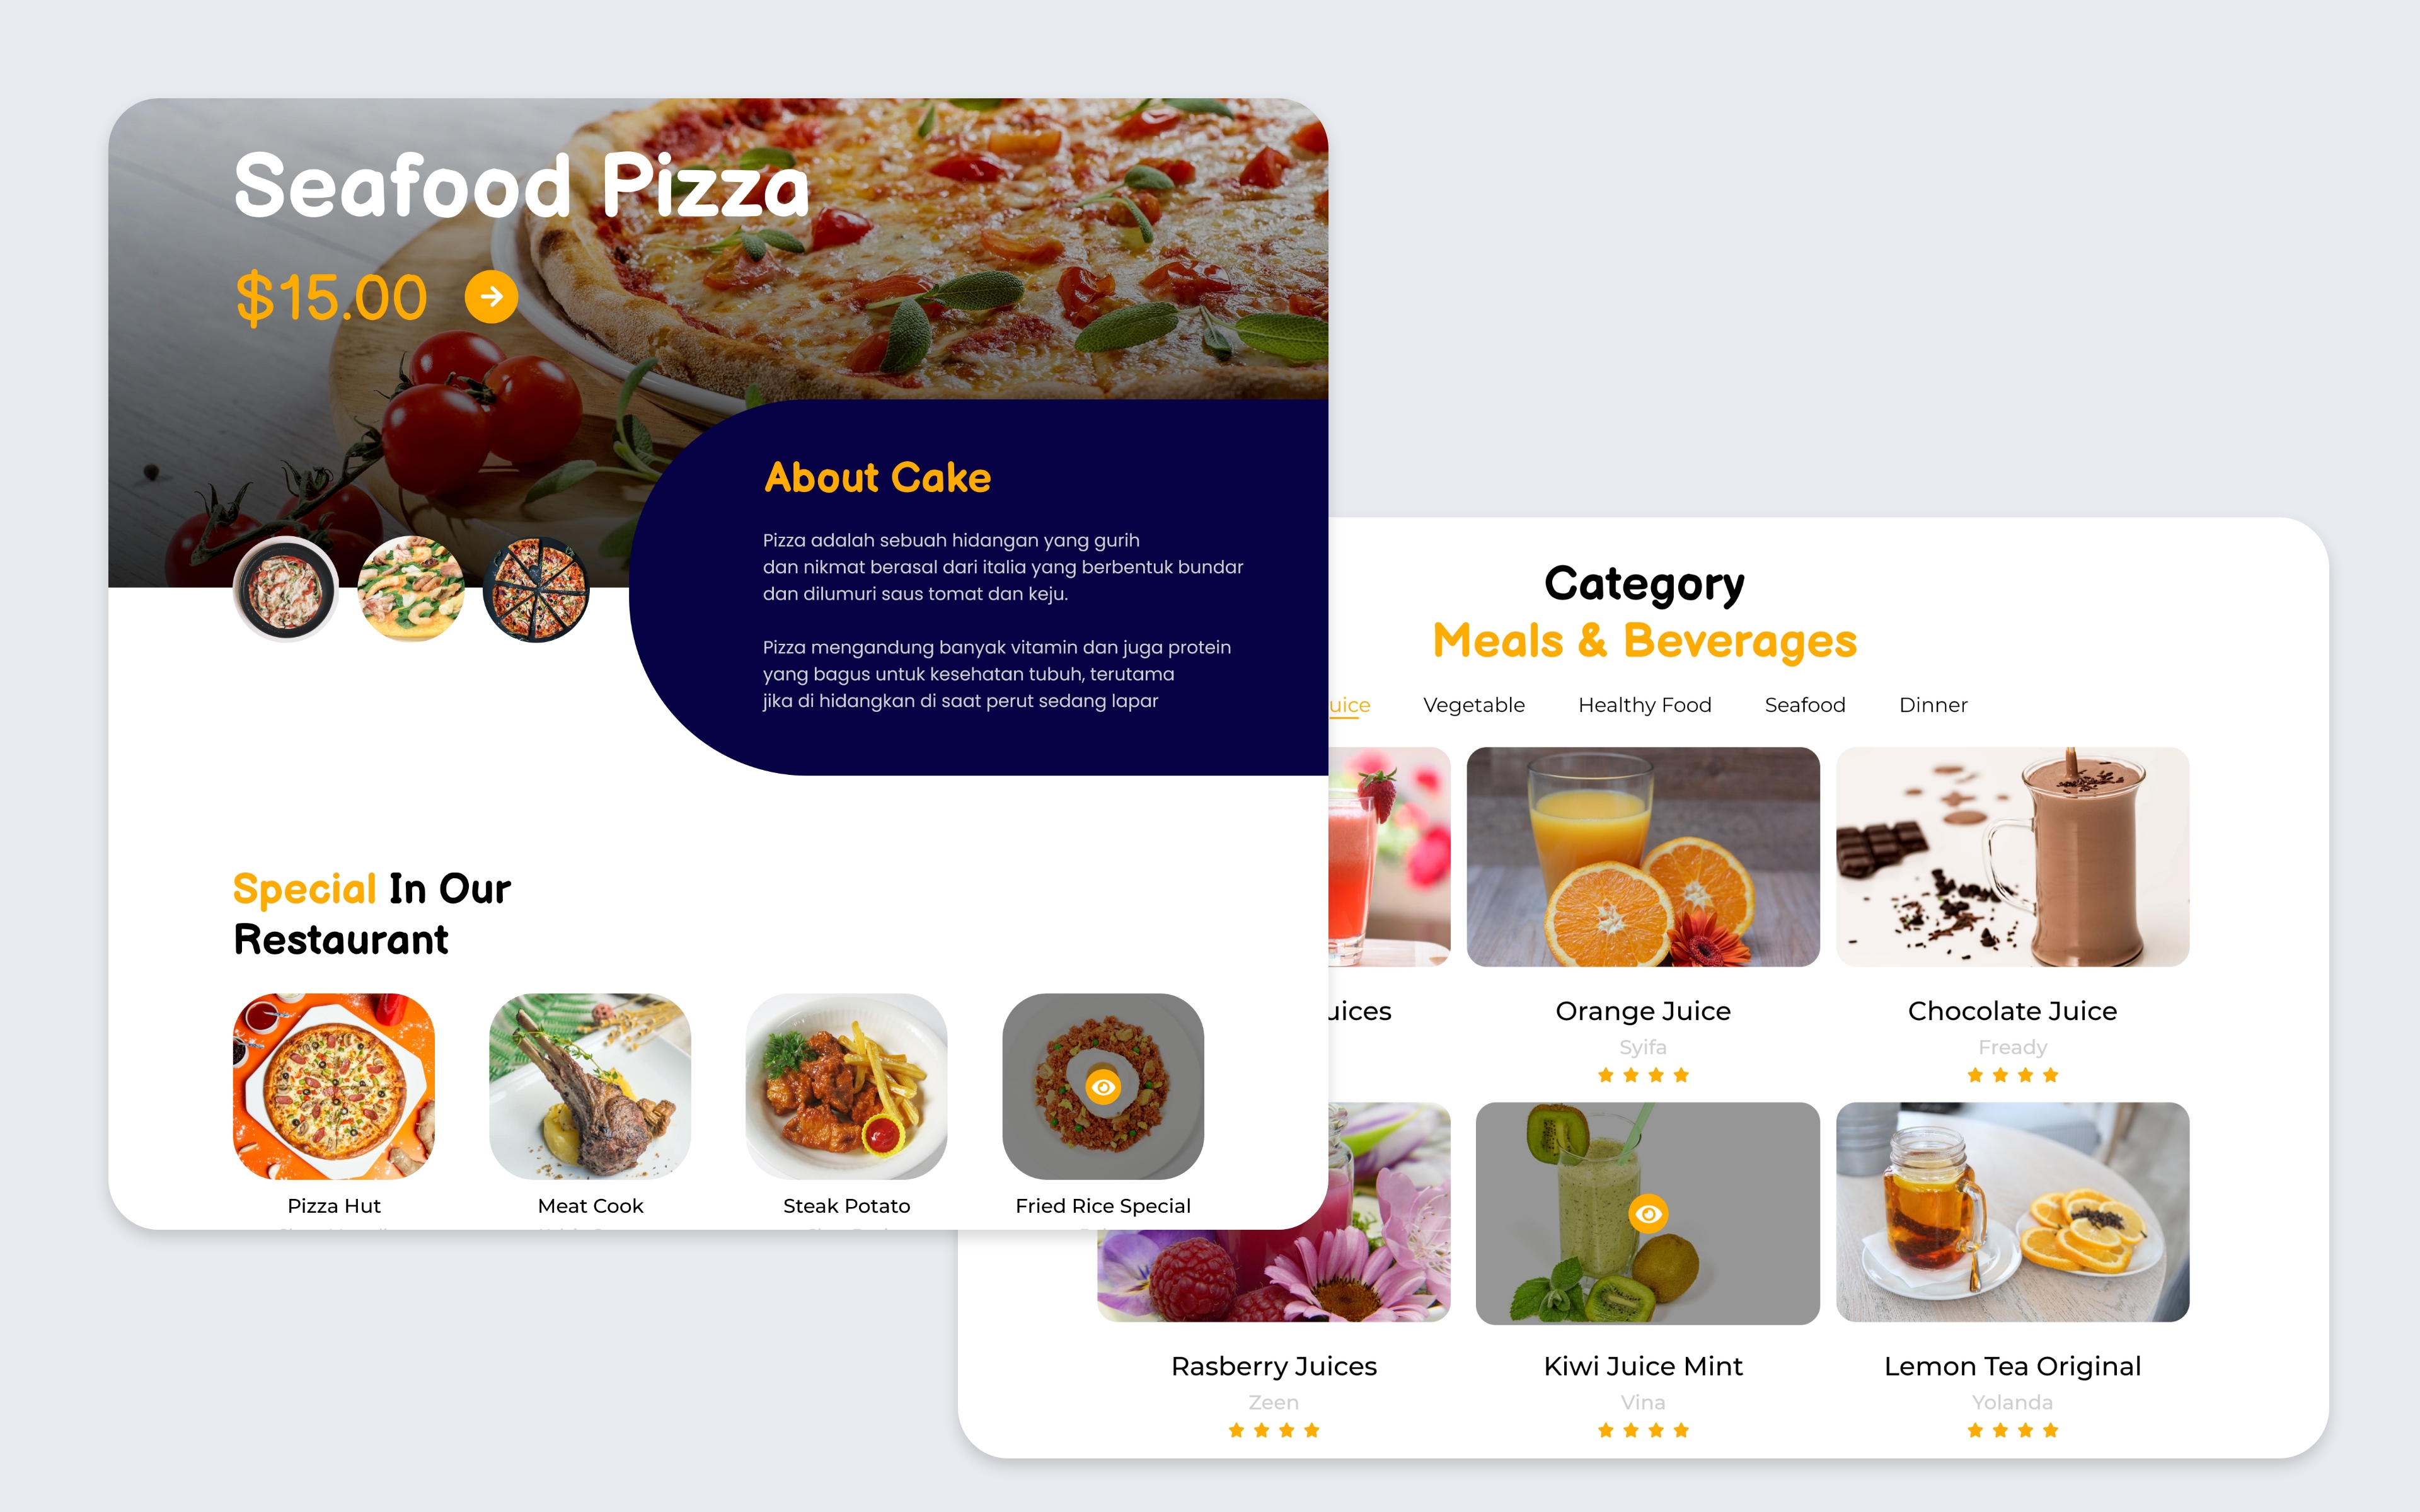 Seafood Pizza
$15.00
About Cake
Pizza adalah sebuah hidangan yang gurih
dan nikmat berasal dari italia yang berbentuk bundar
dan dilumuri saus tomat dan keju.
Pizza mengandung banyak vitamin dan juga protein
yang bagus untuk kesehatan tubuh, terutama
jika di hidangkan di saat perut sedang lapar
Special In Our
Restaurant
Pizza Hut
Meat Cook
Steak Potato
Fried Rice Special
Category
Meals & Beverages
uice Vegetable Healthy Food Seafood Dinner
uices
Orange Juice
Syifa
Chocolate Juice
Fready
Rasberry Juices
Zeen
Kiwi Juice Mint
Vina
Lemon Tea Original
Yolanda